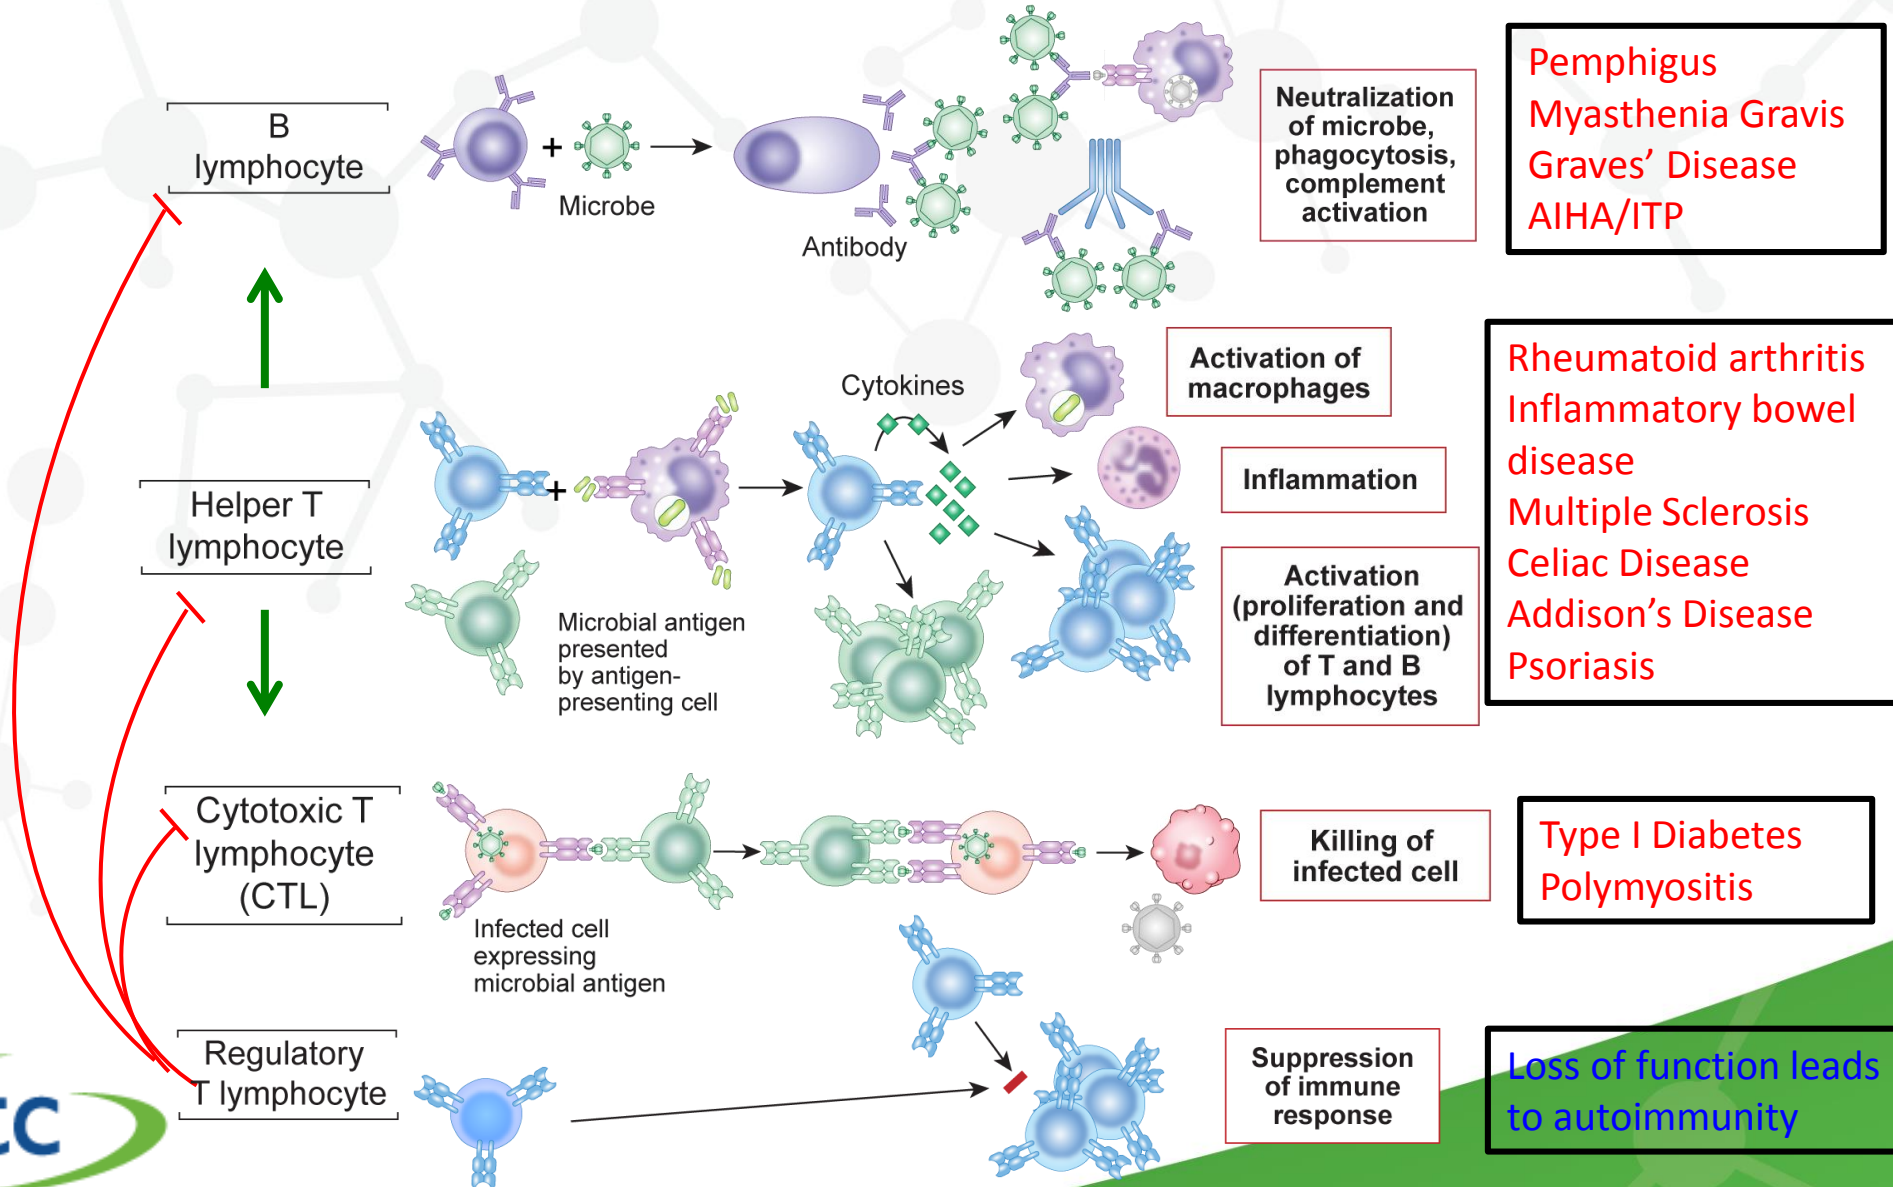 B
lymphocyte
+
Microbe
Antibody
Neutralization
of microbe,
phagocytosis,
complement
activation
Pemphigus
Myasthenia Gravis
Graves’ Disease
AIHA/ITP
Helper T
lymphocyte
+
Microbial antigen
presented
by antigen-
presenting cell
Cytokines
Activation of
macrophages
Inflammation
Activation
(proliferation and
differentiation)
of T and B
lymphocytes
Rheumatoid arthritis
Inflammatory bowel
disease
Multiple Sclerosis
Celiac Disease
Addison’s Disease
Psoriasis
Cytotoxic T
lymphocyte
(CTL)
Infected cell
expressing
microbial antigen
Killing of
infected cell
Type I Diabetes
Polymyositis
Regulatory
T lymphocyte
Suppression
of immune
response
Loss of function leads
to autoimmunity